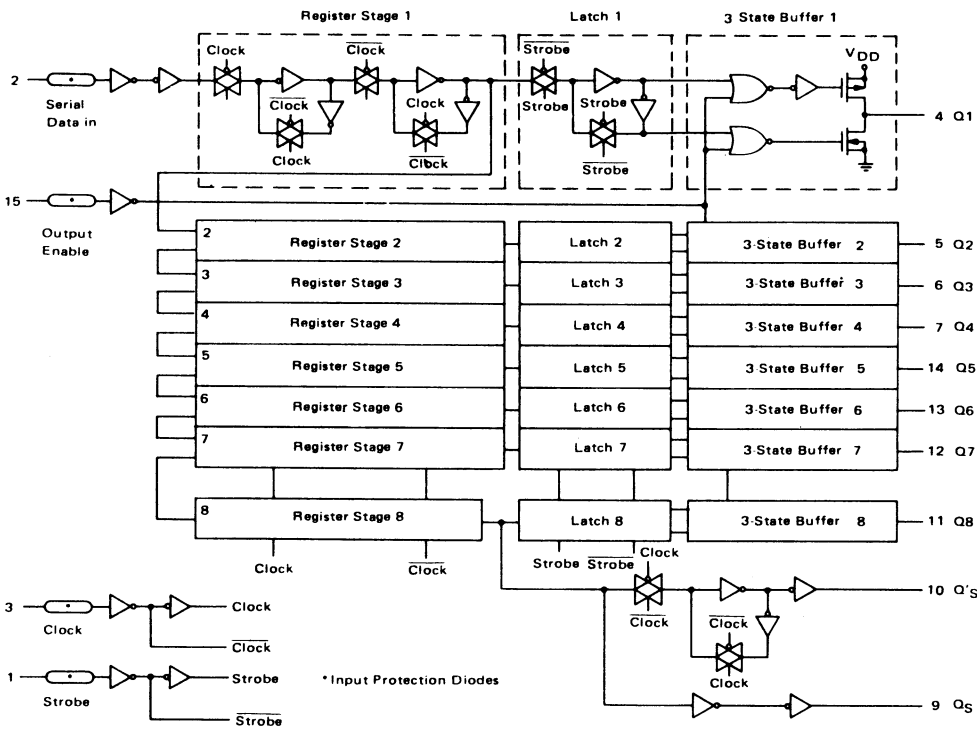 Register Stage 1
Latch 1
3 State Buffer 1
Clock
Clock
Strobe
VDD
2
Serial
Data in
Clock
Clock
Strobe
Strobe
4 Q1
Clock
Clock
Strobe
15
Output
Enable
2 Register Stage 2 Latch 2 3-State Buffer 2 5 Q2
3 Register Stage 3 Latch 3 3-State Buffer 3 6 Q3
4 Register Stage 4 Latch 4 3-State Buffer 4 7 Q4
5 Register Stage 5 Latch 5 3-State Buffer 5 14 Q5
6 Register Stage 6 Latch 6 3-State Buffer 6 13 Q6
7 Register Stage 7 Latch 7 3-State Buffer 7 12 Q7
8 Register Stage 8 Latch 8 3-State Buffer 8 11 Q8
Clock
Clock
Strobe
Strobe
Clock
Clock
10 Q'S
Clock
Clock
9 QS
3
Clock
Clock
Clock
1
Strobe
Strobe
Strobe
*Input Protection Diodes